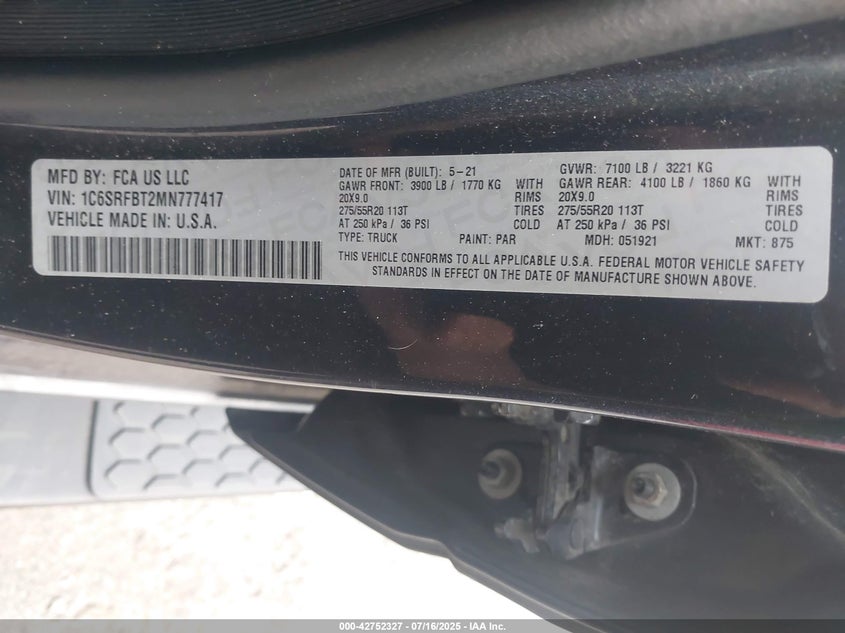 MFD BY: FCA US LLC
VIN: 1C6SRFBT2MN777417
VEHICLE MADE IN: U.S.A.
DATE OF MFR (BUILT): 5-21 GVWR: 7100 LB / 3221 KG
GAWR FRONT: 3900 LB / 1770 KG WITH GAWR REAR: 4100 LB / 1860 KG WITH
20X9.0 RIMS 20X9.0 RIMS
275/55R20 113T TIRES 275/55R20 113T TIRES
AT 250 kPa / 36 PSI COLD AT 250 kPa / 36 PSI COLD
TYPE: TRUCK PAINT: PAR MDH: 051921 MKT: 875
THIS VEHICLE CONFORMS TO ALL APPLICABLE U.S.A. FEDERAL MOTOR VEHICLE SAFETY
STANDARDS IN EFFECT ON THE DATE OF MANUFACTURE SHOWN ABOVE.
000-42752327 - 07/16/2025 - IAA Inc.